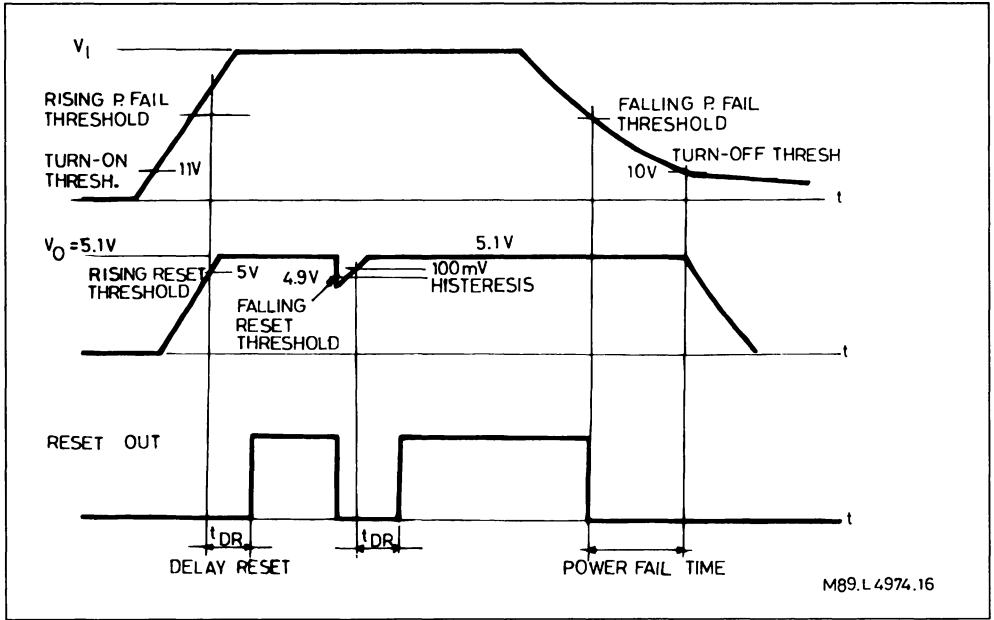 V I
RISING P. FAIL
THRESHOLD
TURN-ON
THRESH.
11V
FALLING P. FAIL
THRESHOLD
TURN-OFF THRESH
10V
t
V O =5.1V
5.1V
RISING RESET
THRESHOLD
5V
4.9V
FALLING
RESET
THRESHOLD
100mV
HISTERESIS
t
RESET OUT
t
t DR
t DR
DELAY RESET
POWER FAIL TIME
M89.L4974.16